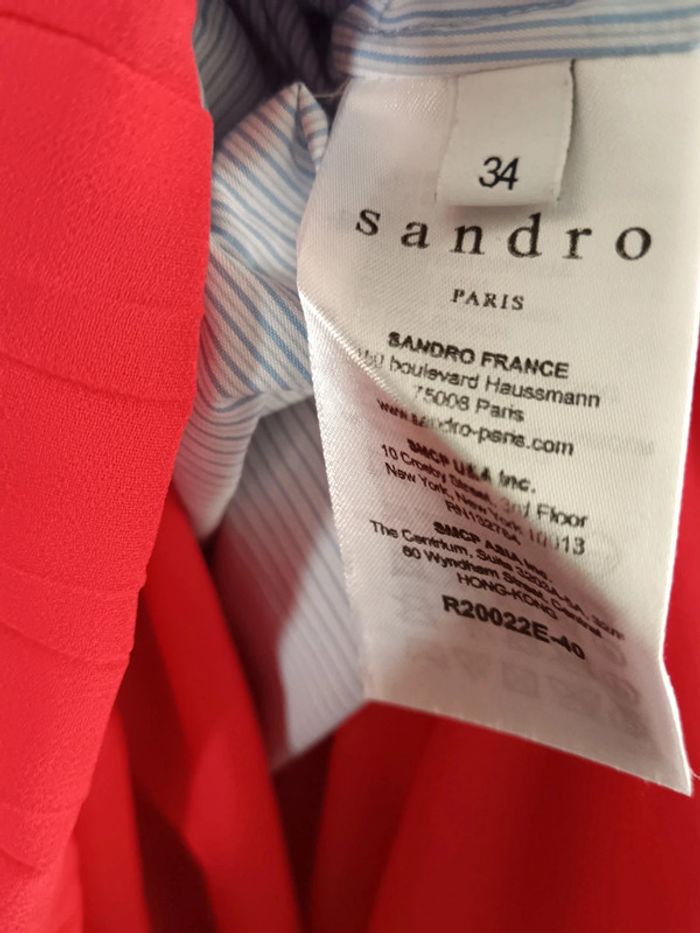 34
sandro
PARIS
SANDRO FRANCE
150 boulevard Haussmann
75008 Paris
www.sandro-paris.com
SMCP USA Inc.
10 Crosby Street, 3rd Floor
New York, New York 10013
SMCP ASIA
The Centrium, Suite
60 Wyndham Street, Central
HONG-KONG
R20022E-40